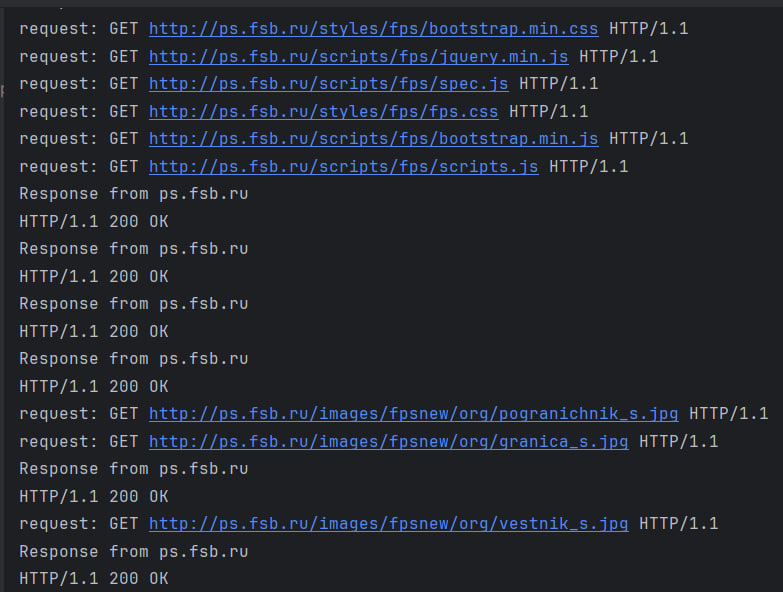 request: GET http://ps.fsb.ru/styles/fps/bootstrap.min.css HTTP/1.1
request: GET http://ps.fsb.ru/scripts/fps/jquery.min.js HTTP/1.1
request: GET http://ps.fsb.ru/scripts/fps/spec.js HTTP/1.1
request: GET http://ps.fsb.ru/styles/fps/fps.css HTTP/1.1
request: GET http://ps.fsb.ru/scripts/fps/bootstrap.min.js HTTP/1.1
request: GET http://ps.fsb.ru/scripts/fps/scripts.js HTTP/1.1
Response from ps.fsb.ru
HTTP/1.1 200 OK
Response from ps.fsb.ru
HTTP/1.1 200 OK
Response from ps.fsb.ru
HTTP/1.1 200 OK
Response from ps.fsb.ru
HTTP/1.1 200 OK
request: GET http://ps.fsb.ru/images/fpsnew/org/pogranichnik_s.jpg HTTP/1.1
request: GET http://ps.fsb.ru/images/fpsnew/org/granica_s.jpg HTTP/1.1
Response from ps.fsb.ru
HTTP/1.1 200 OK
request: GET http://ps.fsb.ru/images/fpsnew/org/vestnik_s.jpg HTTP/1.1
Response from ps.fsb.ru
HTTP/1.1 200 OK